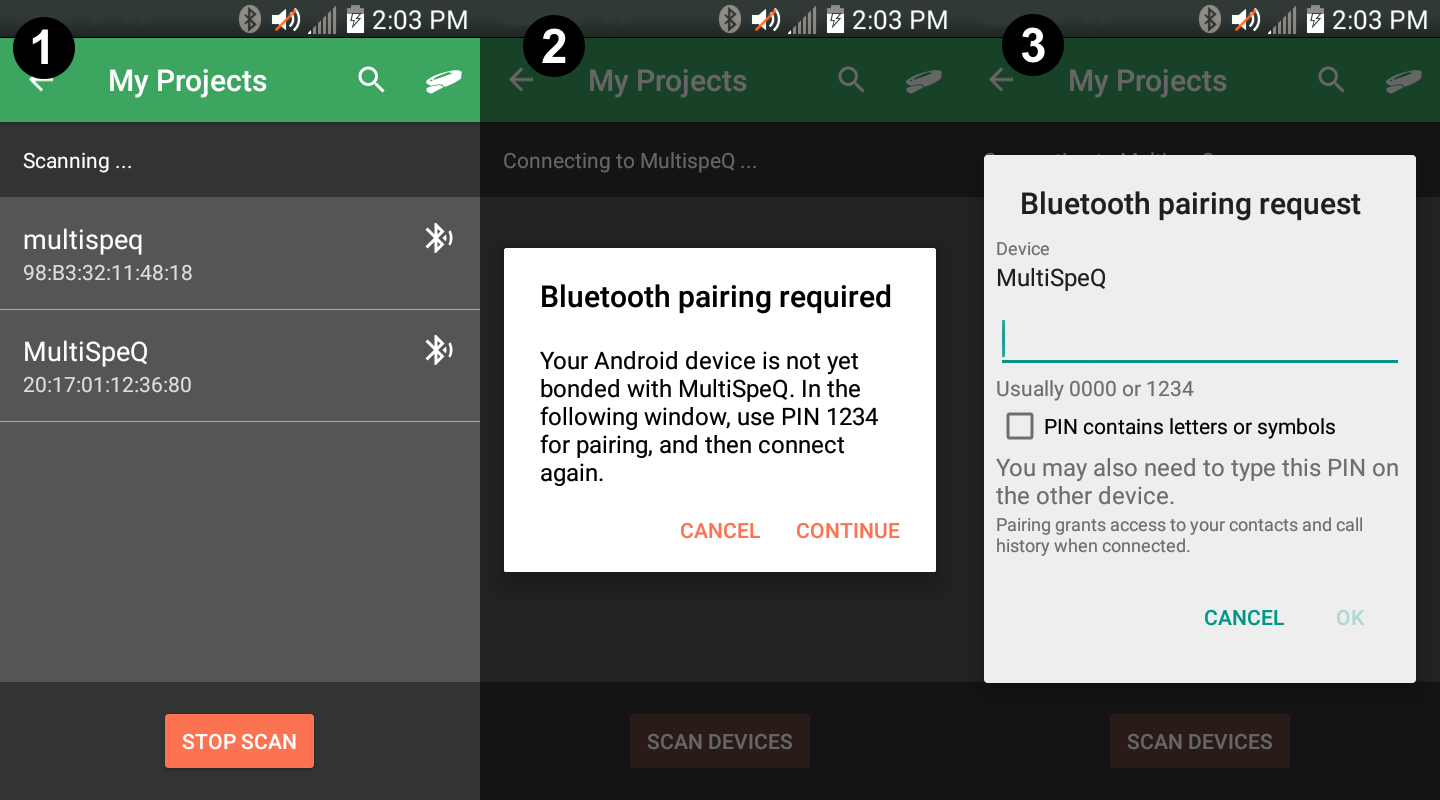 1
2:03 PM
My Projects
Scanning ...
multispeq
98:B3:32:11:48:18
MultiSpeQ
20:17:01:12:36:80
STOP SCAN
2
2:03 PM
My Projects
Connecting to MultispeQ ...
Bluetooth pairing required
Your Android device is not yet
bonded with MultiSpeQ. In the
following window, use PIN 1234
for pairing, and then connect
again.
CANCEL CONTINUE
SCAN DEVICES
3
2:03 PM
My Projects
Bluetooth pairing request
Device
MultiSpeQ
Usually 0000 or 1234
PIN contains letters or symbols
You may also need to type this PIN on
the other device.
Pairing grants access to your contacts and call
history when connected.
CANCEL OK
SCAN DEVICES